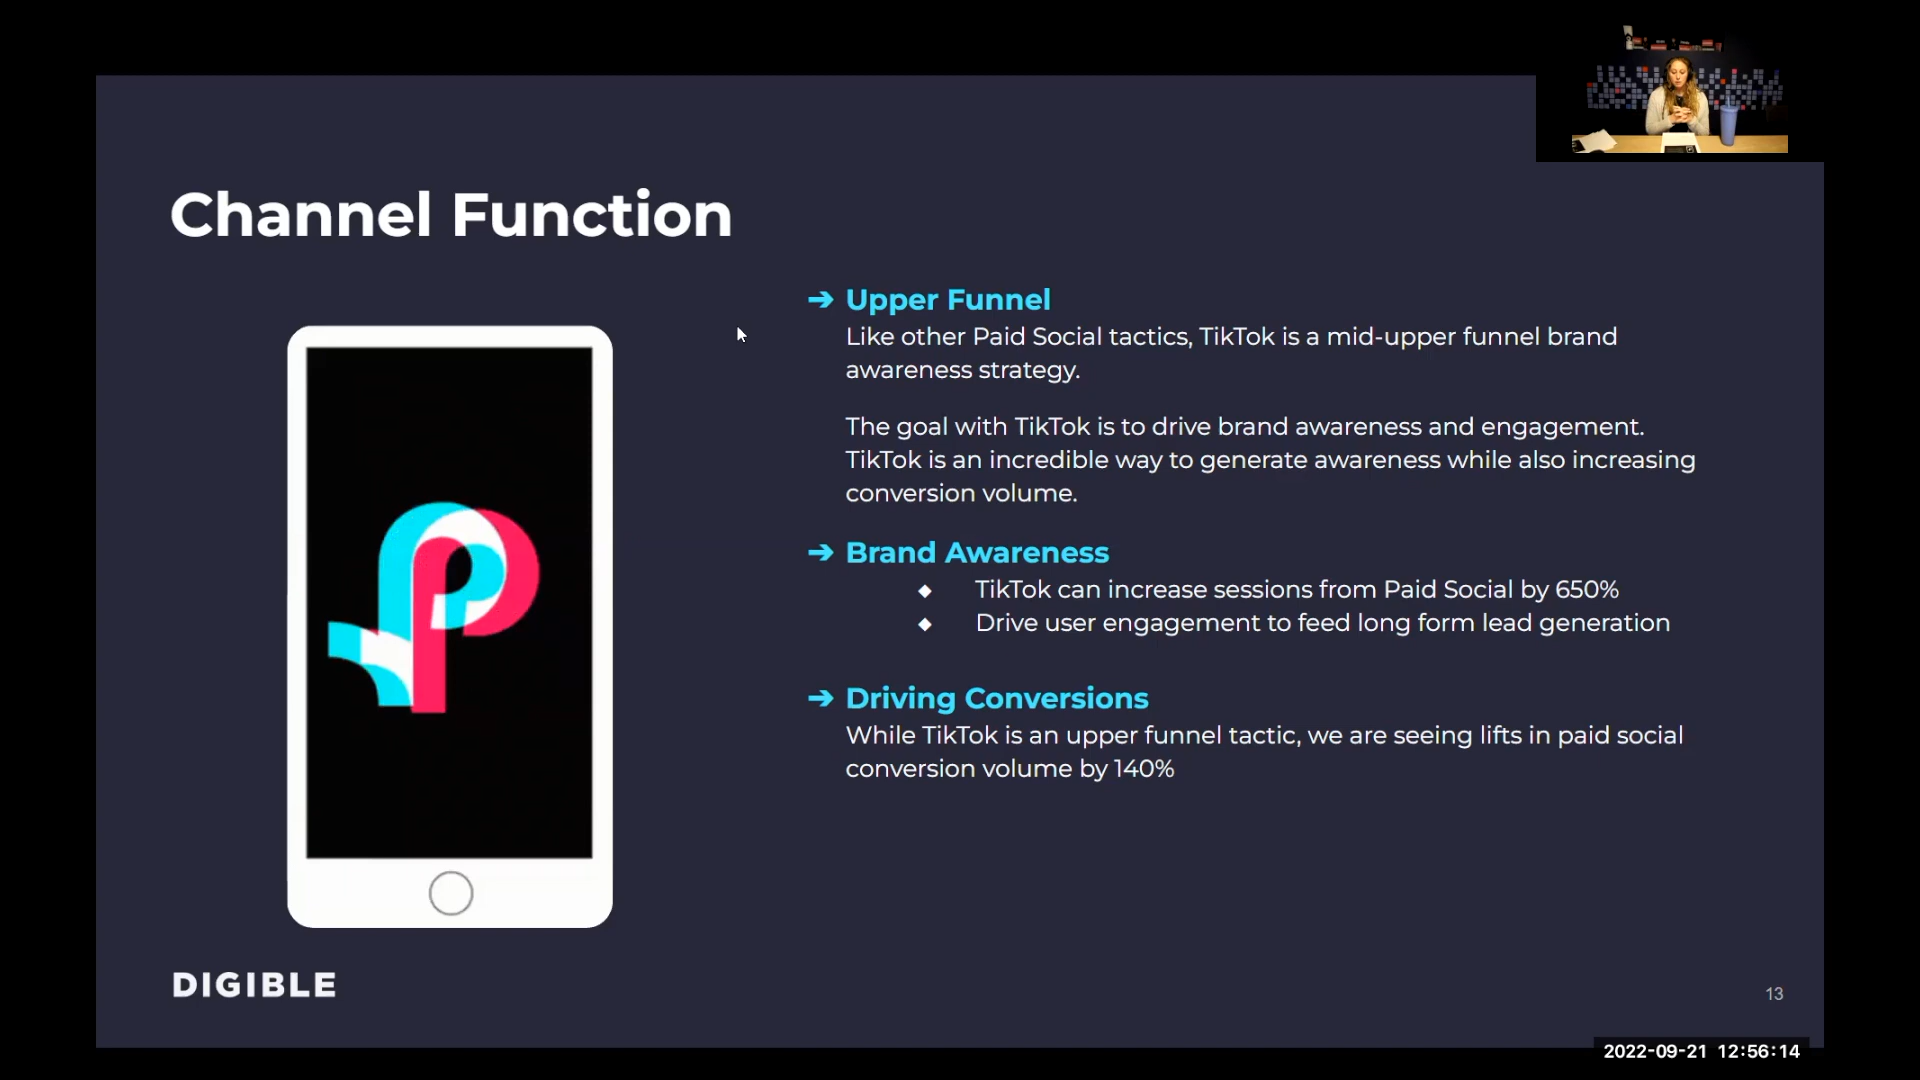 Channel Function
➔ Upper Funnel
Like other Paid Social tactics, TikTok is a mid-upper funnel brand
awareness strategy.
The goal with TikTok is to drive brand awareness and engagement.
TikTok is an incredible way to generate awareness while also increasing
conversion volume.
➔ Brand Awareness
◆ TikTok can increase sessions from Paid Social by 650%
◆ Drive user engagement to feed long form lead generation
➔ Driving Conversions
While TikTok is an upper funnel tactic, we are seeing lifts in paid social
conversion volume by 140%
DIGIBLE
13
2022-09-21 12:56:14